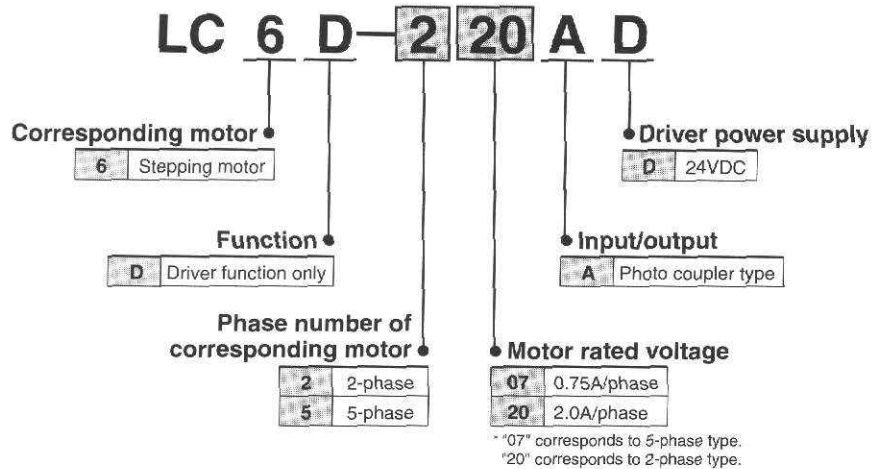 LC 6 D-2 20 A D
Corresponding motor
6 Stepping motor
Driver power supply
D 24VDC
Function
D Driver function only
Input/output
A Photo coupler type
Phase number of
corresponding motor
2 2-phase
5 5-phase
Motor rated voltage
07 0.75A/phase
20 2.0A/phase
* "07" corresponds to 5-phase type.
"20" corresponds to 2-phase type.